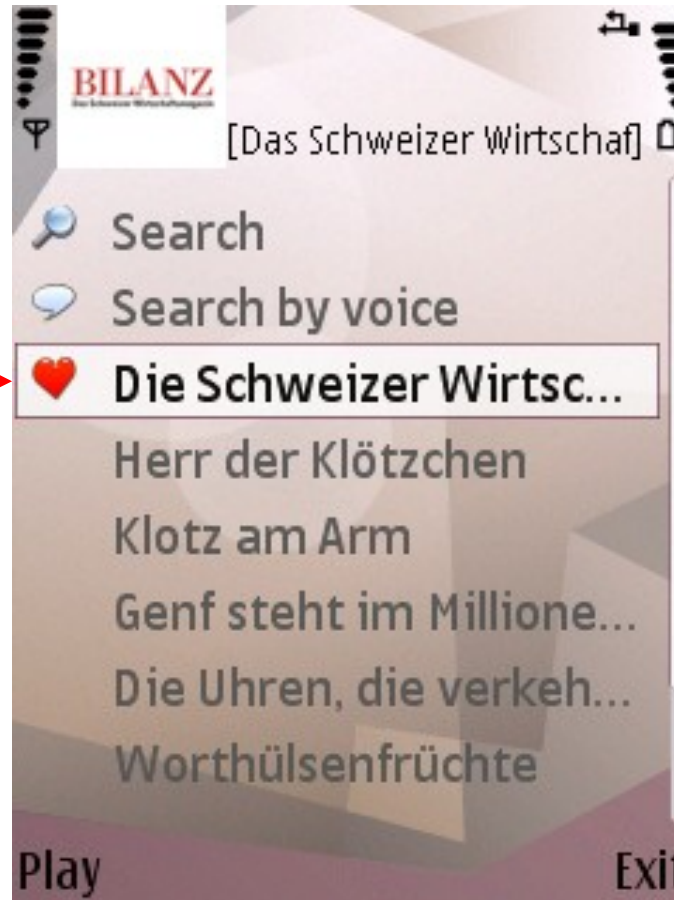 BILANZ
[Das Schweizer Wirtschaf]
Search
Search by voice
Die Schweizer Wirtsc...
Herr der Klötzchen
Klotz am Arm
Genf steht im Millione...
Die Uhren, die verkeh...
Worthülsenfrüchte
Play
Exit